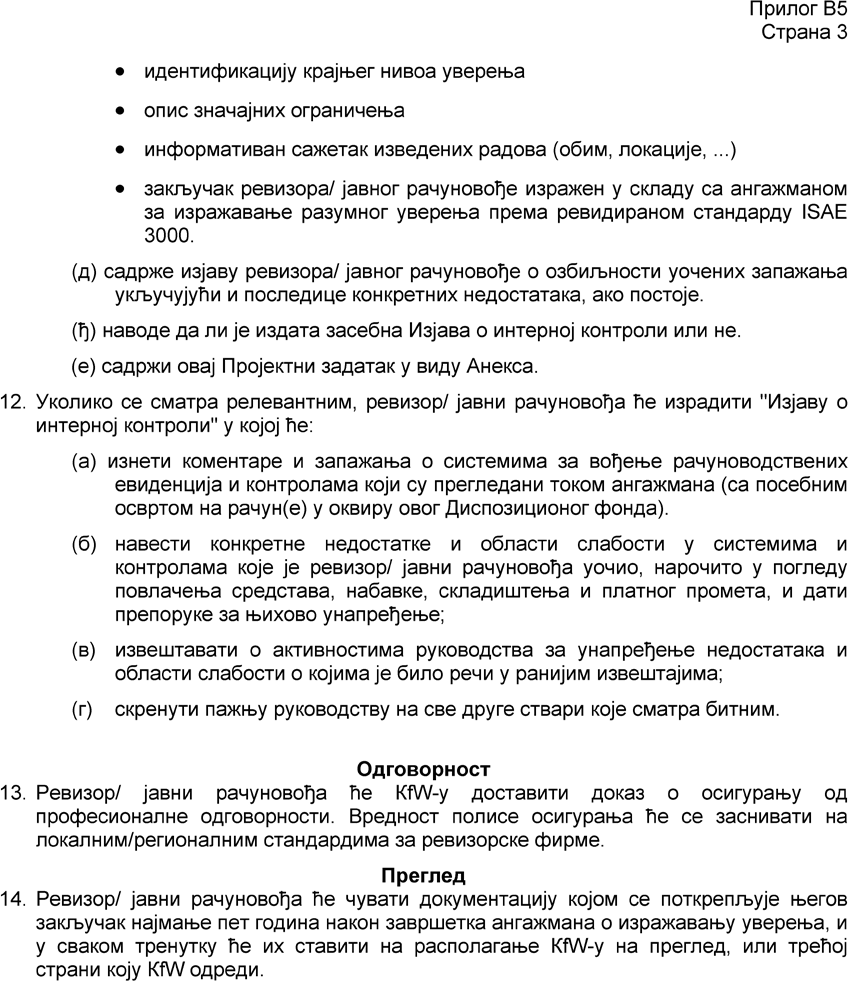 Прилог B5
Страна 3
• идентификацију крајњег нивоа уверења
• опис значајних ограничења
• информативан сажетак изведених радова (обим, локације, ...)
• закључак ревизора/ јавног рачуновође изражен у складу са ангажманом
за изражавање разумног уверења према ревидираном стандарду ISAE
3000.
(д) садрже изјаву ревизора/ јавног рачуновође о озбиљности уочених запажања
укључујући и последице конкретних недостатака, ако постоје.
(ђ) наводе да ли је издата засебна Изјава о интерној контроли или не.
(е) садржи овај Пројектни задатак у виду Анекса.
12. Уколико се сматра релевантним, ревизор/ јавни рачуновођа ће израдити "Изјаву о
интерној контроли" у којој ће:
(а) изнети коментаре и запажања о системима за вођење рачуноводствених
евиденција и контролама који су прегледани током ангажмана (са посебним
освртом на рачун(е) у оквиру овог Диспозиционог фонда).
(б) навести конкретне недостатке и области слабости у системима и
контролама које је ревизор/ јавни рачуновођа уочио, нарочито у погледу
повлачења средстава, набавке, складиштења и платног промета, и дати
препоруке за њихово унапређење;
(в) извештавати о активностима руководства за унапређење недостатака и
области слабости о којима је било речи у ранијим извештајима;
(г) скренути пажњу руководству на све друге ствари које сматра битним.
Одговорност
13. Ревизор/ јавни рачуновођа ће KfW-у доставити доказ о осигурању од
професионалне одговорности. Вредност полисе осигурања ће се заснивати на
локалним/регионалним стандардима за ревизорске фирме.
Преглед
14. Ревизор/ јавни рачуновођа ће чувати документацију којом се поткрепљује његов
закључак најмање пет година након завршетка ангажмана о изражавању уверења, и
у сваком тренутку ће их ставити на располагање KfW-у на преглед, или трећој
страни коју KfW одреди.